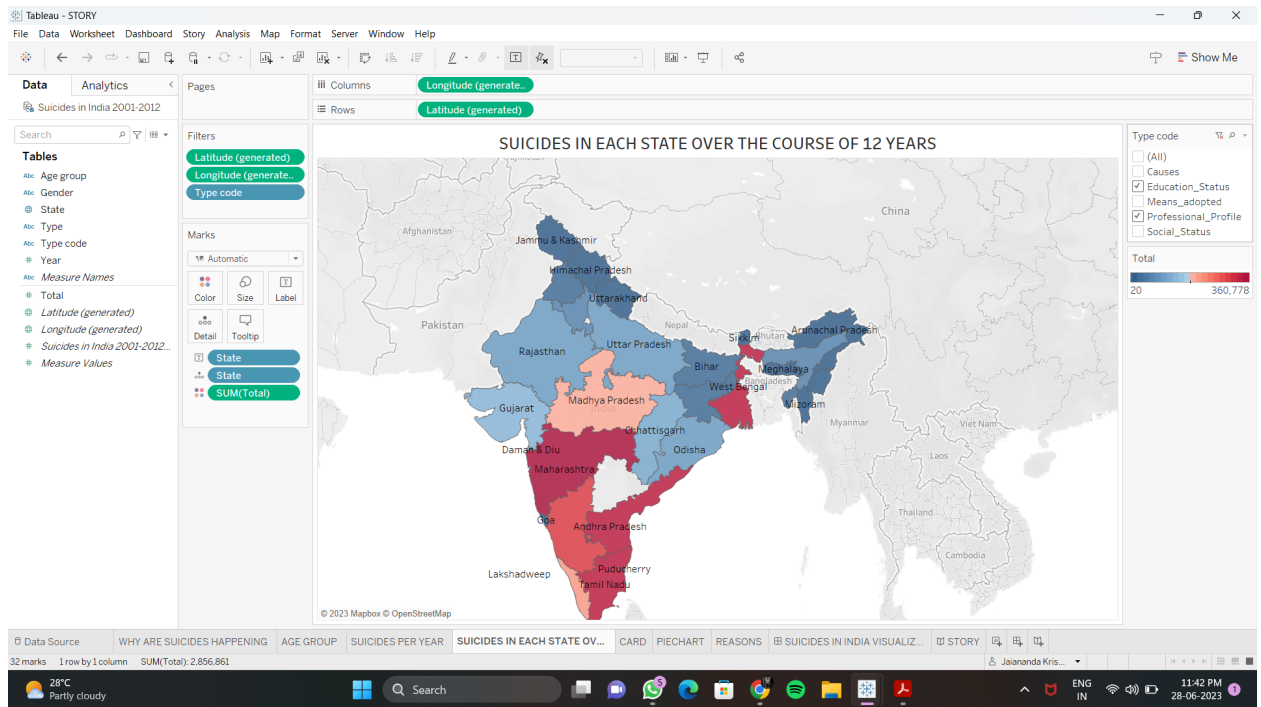 Tableau - STORY
File Data Worksheet Dashboard Story Analysis Map Format Server Window Help
Show Me
Data Analytics
Suicides in India 2001-2012
Search
Tables
Abc Age group
Abc Gender
State
Abc Type
Abc Type code
# Year
Abc Measure Names
# Total
Latitude (generated)
Longitude (generated)
# Suicides in India 2001-2012...
# Measure Values
Pages
Filters
Latitude (generated)
Longitude (generate..
Type code
Marks
Automatic
Color Size Label
Detail Tooltip
State
State
SUM(Total)
Columns Longitude (generate..
Rows Latitude (generated)
SUICIDES IN EACH STATE OVER THE COURSE OF 12 YEARS
China
Afghanistan
Jammu & Kashmir
Himachal Pradesh
Uttarakhand
Pakistan
Nepal
Arunachal Pradesh
Sikkim
Bhutan
Uttar Pradesh
Rajasthan
Bihar
Meghalaya
Bangladesh
West Bengal
Madhya Pradesh
India
Gujarat
Mizoram
Myanmar
Viet Nam
Chhattisgarh
Daman & Diu
Odisha
Laos
Maharashtra
Thailand
Goa
Andhra Pradesh
Cambodia
Puducherry
Lakshadweep
Tamil Nadu
© 2023 Mapbox © OpenStreetMap
Type code
(All)
Causes
Education_Status
Means_adopted
Professional_Profile
Social_Status
Total
20 360,778
Data Source WHY ARE SUICIDES HAPPENING AGE GROUP SUICIDES PER YEAR SUICIDES IN EACH STATE OV... CARD PIECHART REASONS SUICIDES IN INDIA VISUALIZ... STORY
32 marks 1 row by 1 column SUM(Total): 2,856,861
Jaiananda Kris...
28°C
Partly cloudy
Search
5
ENG
IN
11:42 PM
28-06-2023
1